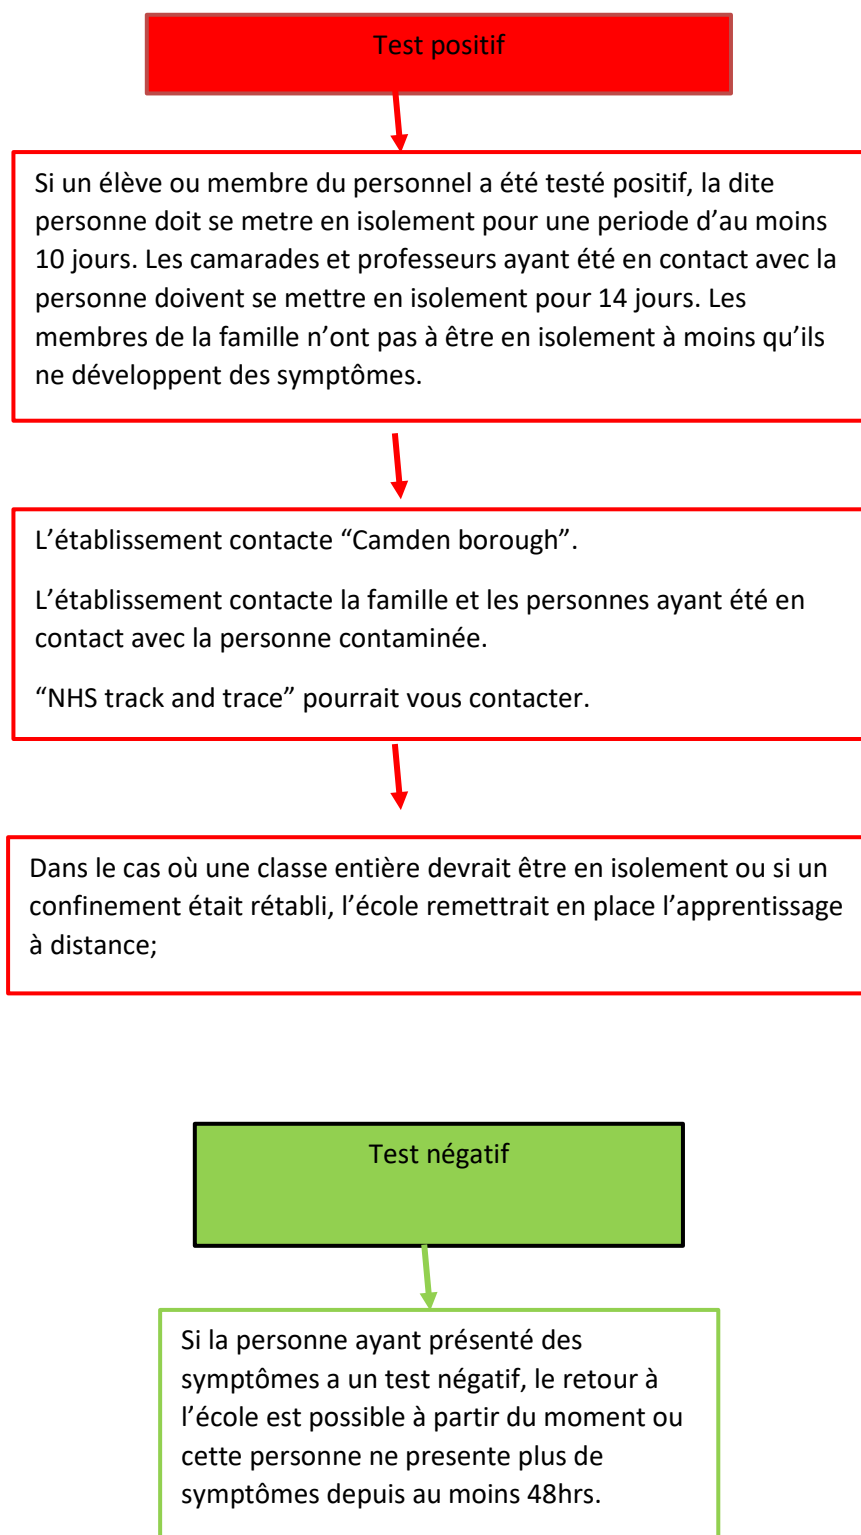 Test positif
Si un élève ou membre du personnel a été testé positif, la dite
personne doit se metre en isolement pour une periode d’au moins
10 jours. Les camarades et professeurs ayant été en contact avec la
personne doivent se mettre en isolement pour 14 jours. Les
membres de la famille n’ont pas à être en isolement à moins qu’ils
ne développent des symptômes.
L’établissement contacte “Camden borough”.
L’établissement contacte la famille et les personnes ayant été en
contact avec la personne contaminée.
“NHS track and trace” pourrait vous contacter.
Dans le cas où une classe entière devrait être en isolement ou si un
confinement était rétabli, l’école remettrait en place l’apprentissage
à distance;
Test négatif
Si la personne ayant présenté des
symptômes a un test négatif, le retour à
l’école est possible à partir du moment ou
cette personne ne presente plus de
symptômes depuis au moins 48hrs.